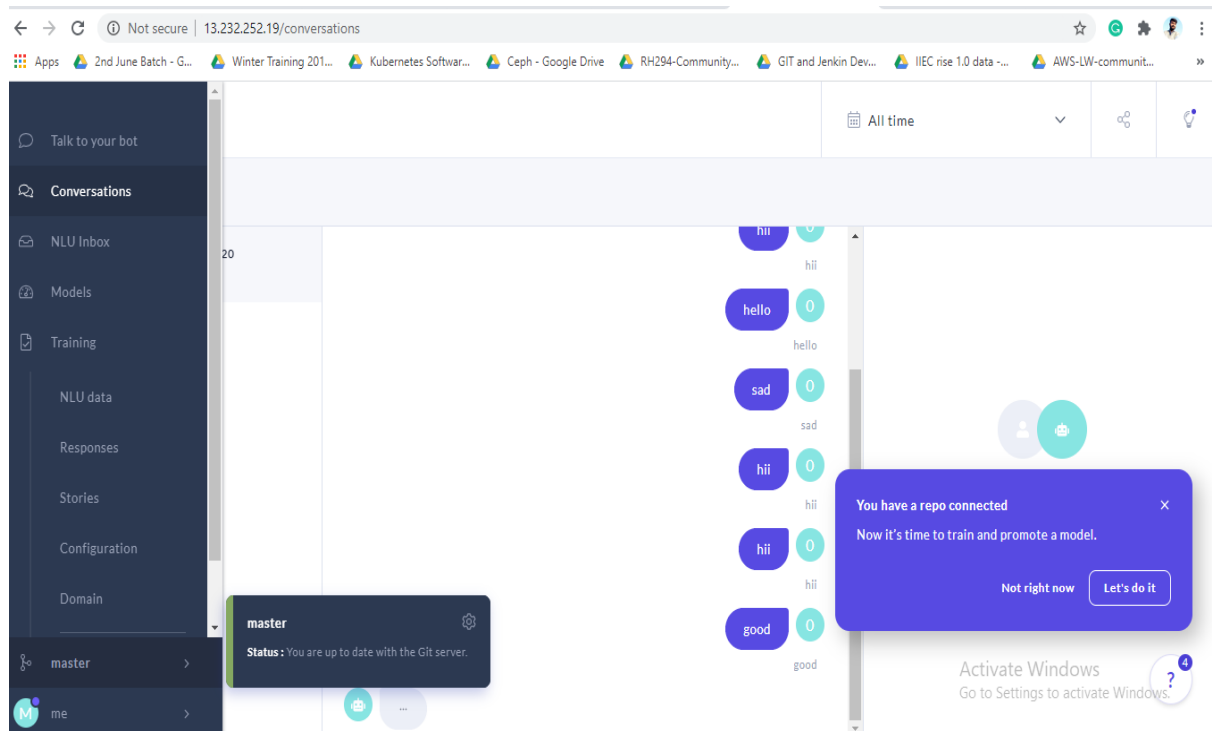 Not secure | 13.232.252.19/conversations
Apps 2nd June Batch - G... Winter Training 201... Kubernetes Softwar... Ceph - Google Drive RH294-Community... GIT and Jenkin Dev... IIEC rise 1.0 data -... AWS-LW-communit... »
All time
Talk to your bot
Conversations
NLU Inbox
Models
Training
NLU data
Responses
Stories
Configuration
Domain
master
M me
20
hii 0
hii
hello 0
hello
sad 0
sad
hii 0
hii
hii 0
hii
good 0
good
...
master
Status : You are up to date with the Git server.
You have a repo connected
Now it's time to train and promote a model.
Not right now Let's do it
Activate Windows
Go to Settings to activate Windows.
? 4